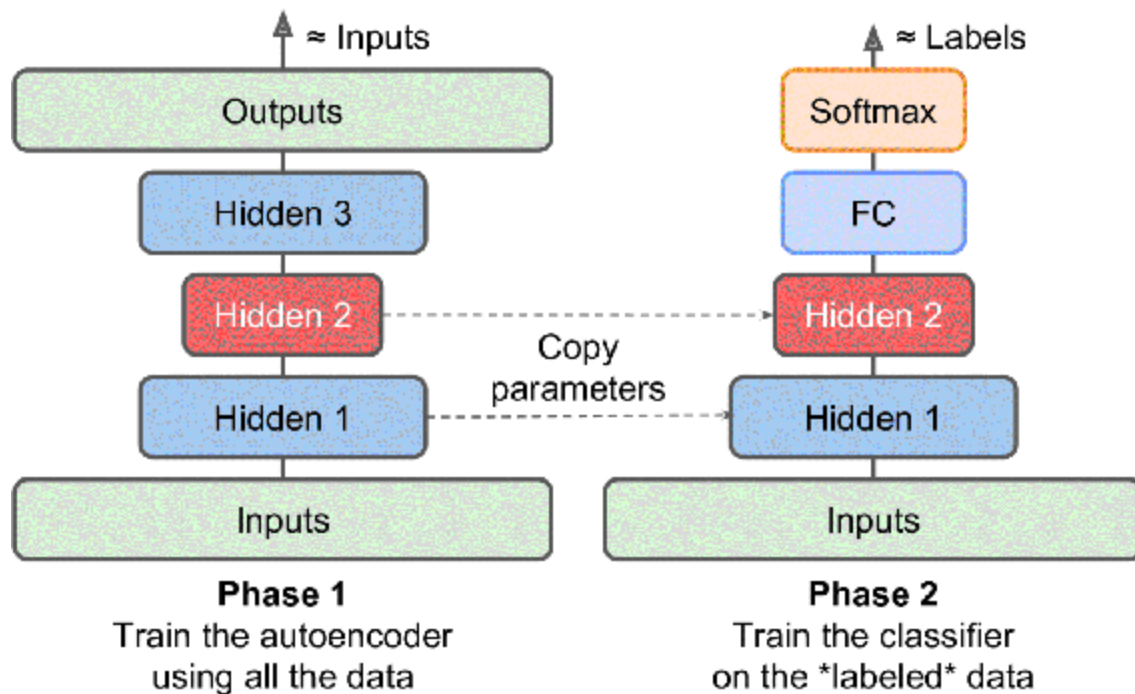 ≈ Inputs
Outputs
Hidden 3
Hidden 2
Hidden 1
Inputs
Copy
parameters
≈ Labels
Softmax
FC
Hidden 2
Hidden 1
Inputs
Phase 1
Train the autoencoder
using all the data
Phase 2
Train the classifier
on the *labeled* data